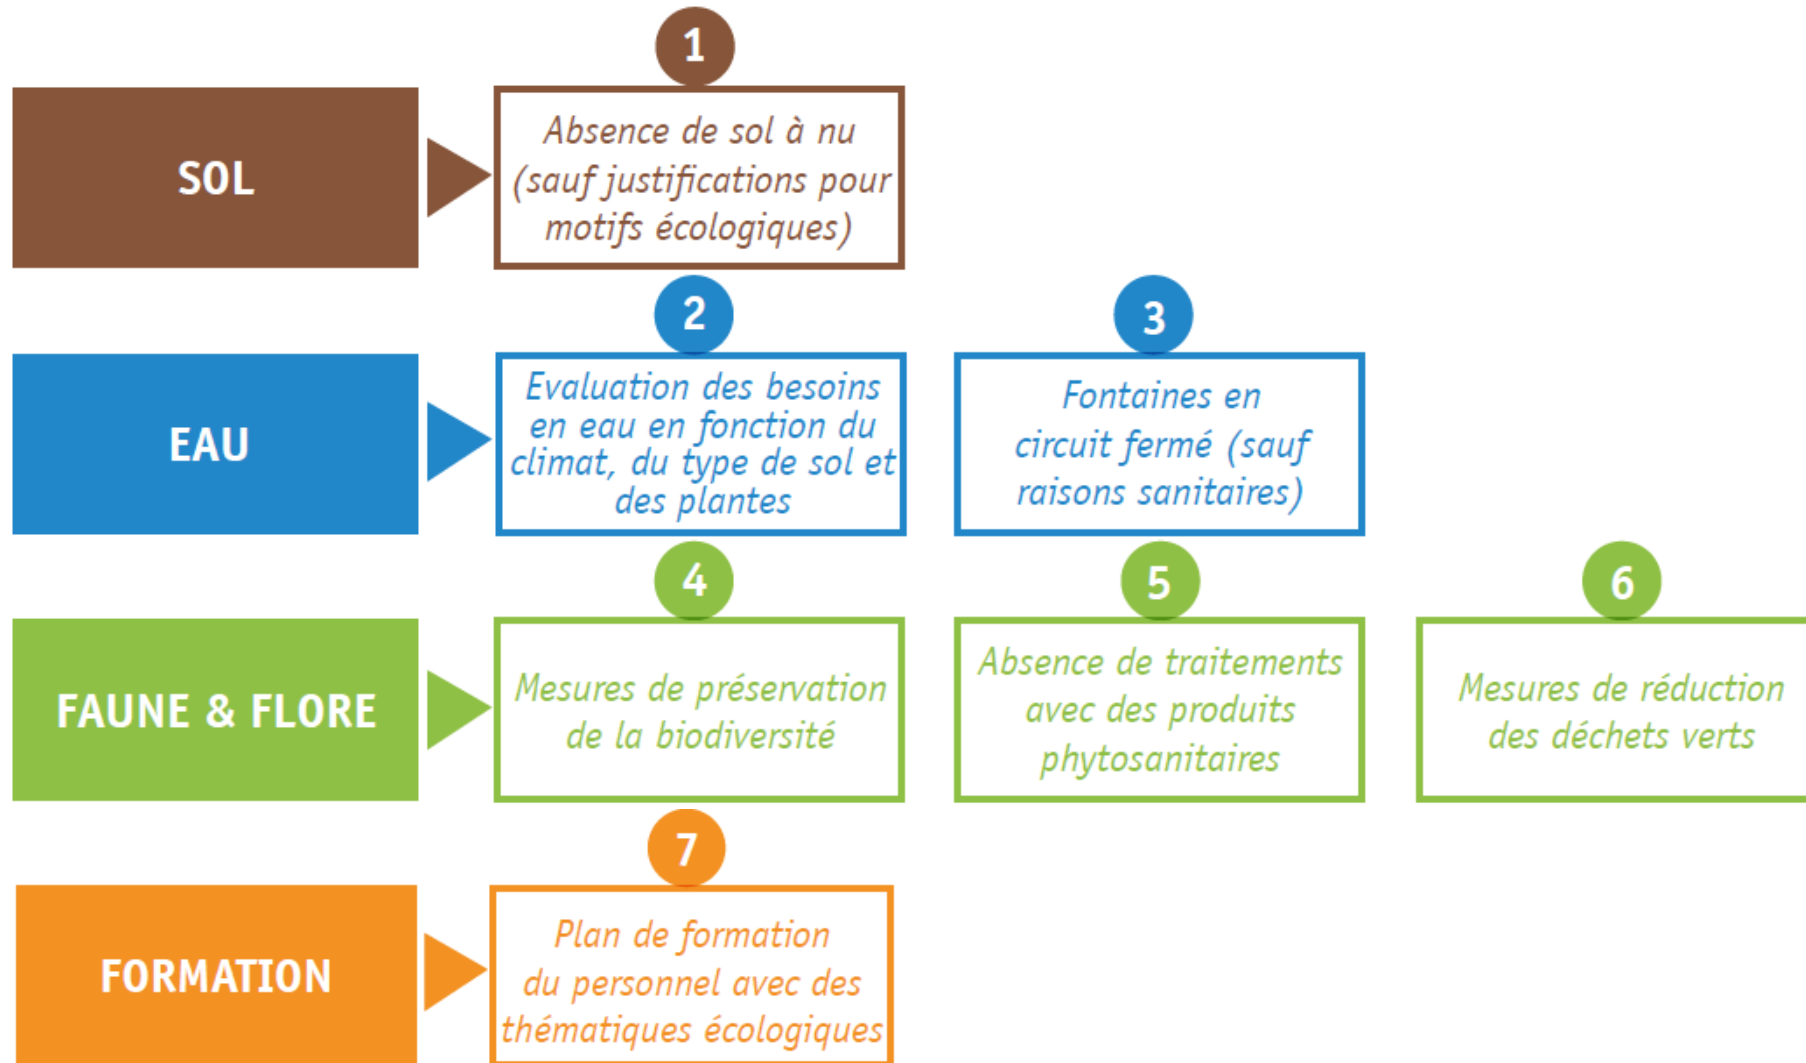 1
SOL
Absence de sol à nu
(sauf justifications pour
motifs écologiques)
2
3
EAU
Evaluation des besoins
en eau en fonction du
climat, du type de sol et
des plantes
Fontaines en
circuit fermé (sauf
raisons sanitaires)
4
5
6
FAUNE & FLORE
Mesures de préservation
de la biodiversité
Absence de traitements
avec des produits
phytosanitaires
Mesures de réduction
des déchets verts
7
FORMATION
Plan de formation
du personnel avec des
thématiques écologiques